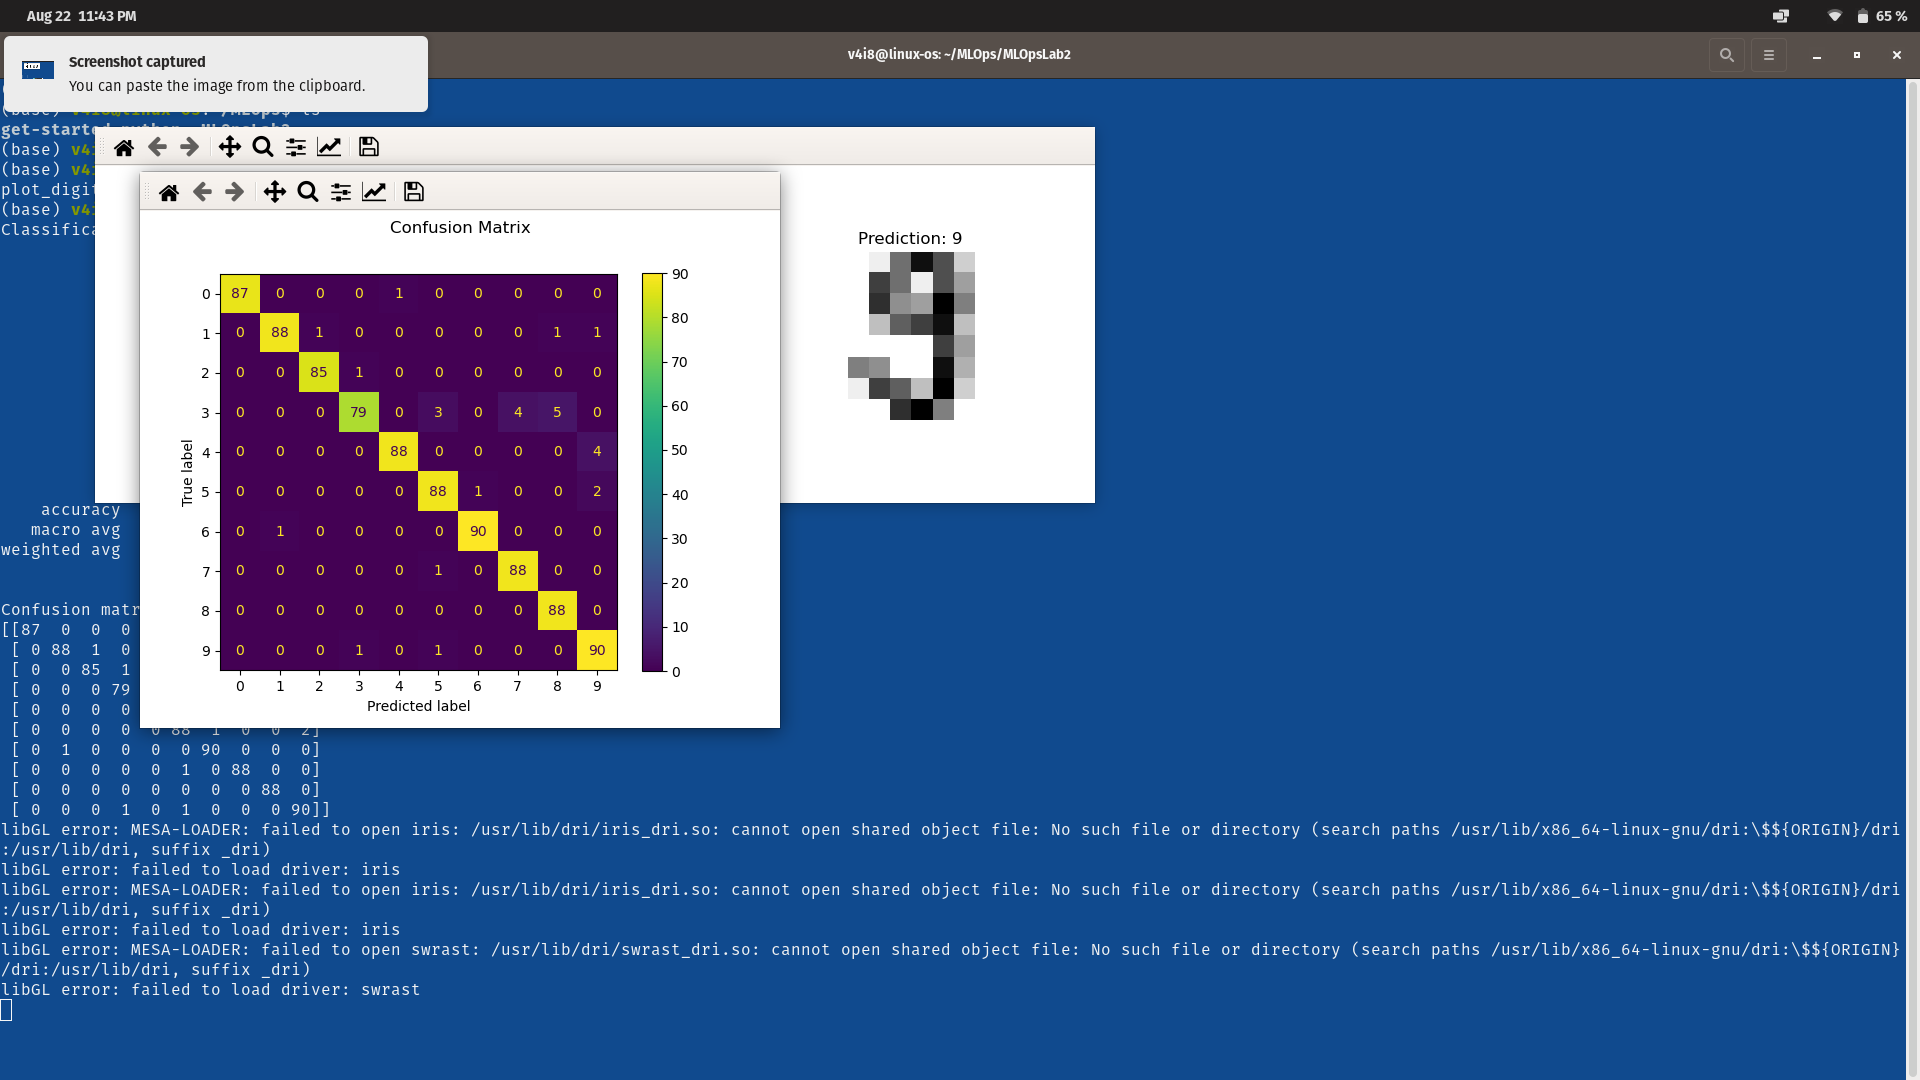 Aug 22  11:43 PM
65 %
Screenshot captured
You can paste the image from the clipboard.
v4i8@linux-os: ~/MLOps/MLOpsLab2
(base) v4i8@linux-os:~/MLOps$ ls
get-started-python  MLOpsLab2
(base) v4i
(base) v4i
plot_digit
(base) v4i
Classifica
Prediction: 9
Confusion Matrix
0 87 0 0 0 1 0 0 0 0 0
1 0 88 1 0 0 0 0 0 1 1
2 0 0 85 1 0 0 0 0 0 0
3 0 0 0 79 0 3 0 4 5 0
4 0 0 0 0 88 0 0 0 0 4
5 0 0 0 0 0 88 1 0 0 2
6 0 1 0 0 0 0 90 0 0 0
7 0 0 0 0 0 1 0 88 0 0
8 0 0 0 0 0 0 0 0 88 0
9 0 0 0 1 0 1 0 0 0 90
0 1 2 3 4 5 6 7 8 9
True label
Predicted label
90
80
70
60
50
40
30
20
10
0
accuracy
macro avg
weighted avg
Confusion matr
[[87  0  0  0
[ 0 88  1  0
[ 0  0 85  1
[ 0  0  0 79
[ 0  0  0  0
[ 0  0  0  0  0 88  1  0  0  2]
[ 0  1  0  0  0  0 90  0  0  0]
[ 0  0  0  0  0  1  0 88  0  0]
[ 0  0  0  0  0  0  0  0 88  0]
[ 0  0  0  1  0  1  0  0  0 90]]
libGL error: MESA-LOADER: failed to open iris: /usr/lib/dri/iris_dri.so: cannot open shared object file: No such file or directory (search paths /usr/lib/x86_64-linux-gnu/dri:\$${ORIGIN}/dri
:/usr/lib/dri, suffix _dri)
libGL error: failed to load driver: iris
libGL error: MESA-LOADER: failed to open iris: /usr/lib/dri/iris_dri.so: cannot open shared object file: No such file or directory (search paths /usr/lib/x86_64-linux-gnu/dri:\$${ORIGIN}/dri
:/usr/lib/dri, suffix _dri)
libGL error: failed to load driver: iris
libGL error: MESA-LOADER: failed to open swrast: /usr/lib/dri/swrast_dri.so: cannot open shared object file: No such file or directory (search paths /usr/lib/x86_64-linux-gnu/dri:\$${ORIGIN}
/dri:/usr/lib/dri, suffix _dri)
libGL error: failed to load driver: swrast